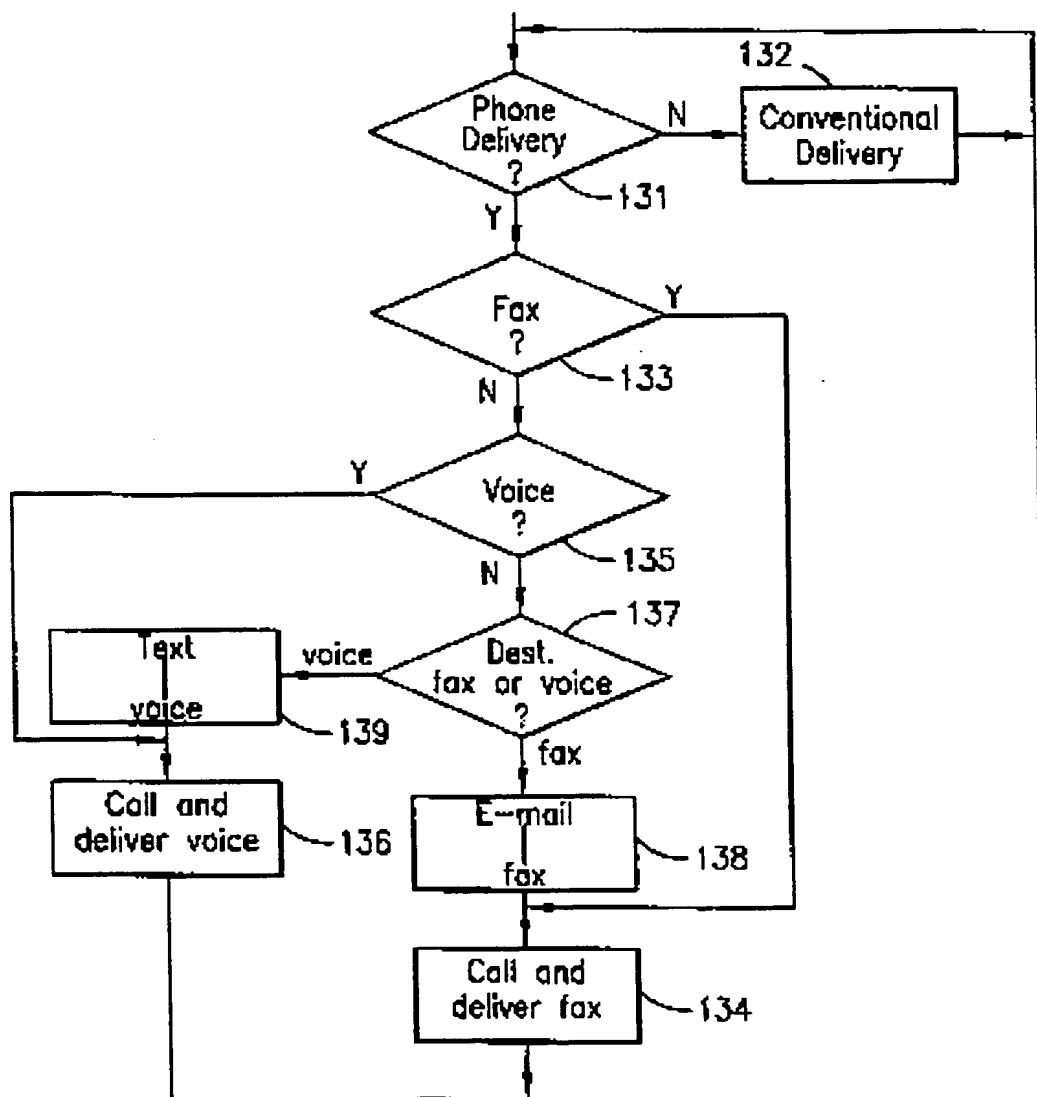 132
Phone
Delivery
?
N
Conventional
Delivery
131
Y
Fax
?
Y
133
N
Y
Voice
?
135
N
137
Text
voice
voice
Dest.
fax or voice
?
139
fax
Call and
deliver voice
136
E-mail
fax
138
Call and
deliver fax
134